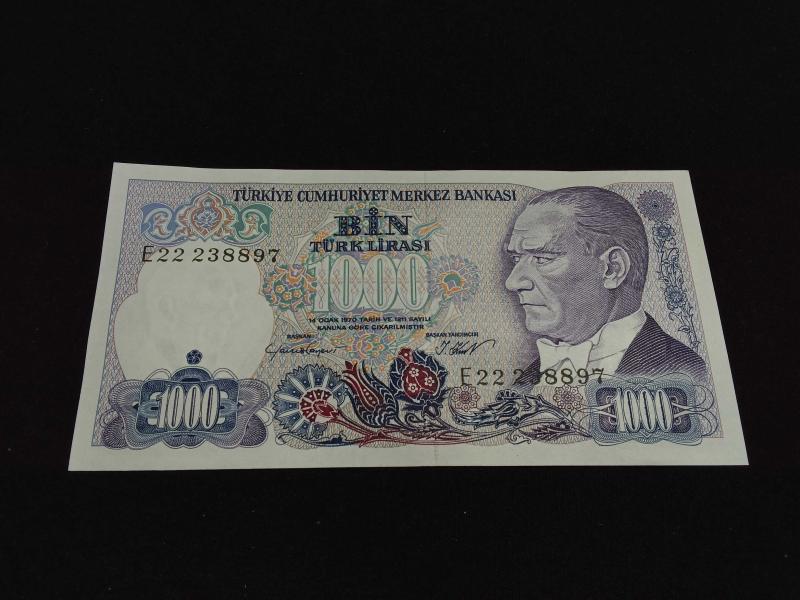 TÜRKİYE CUMHURİYET MERKEZ BANKASI
BİN
TÜRK LİRASI
E22 238897
1000
14 OCAK 1970 TARİH VE 1211 SAYILI
KANUNA GÖRE ÇIKARILMIŞTIR
BAŞKAN BAŞKAN YARDIMCISI
E22 238897
1000 1000